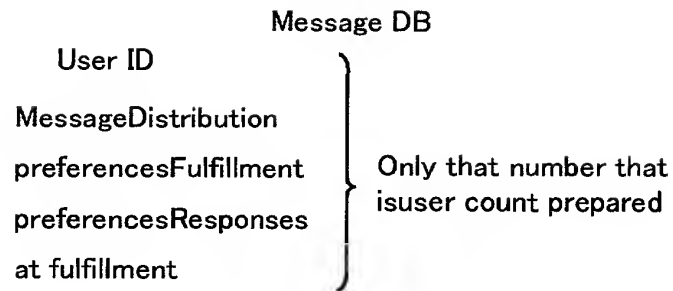 Message DB
User ID
MessageDistribution
preferencesFulfillment
preferencesResponses
at fulfillment
Only that number that
isuser count prepared